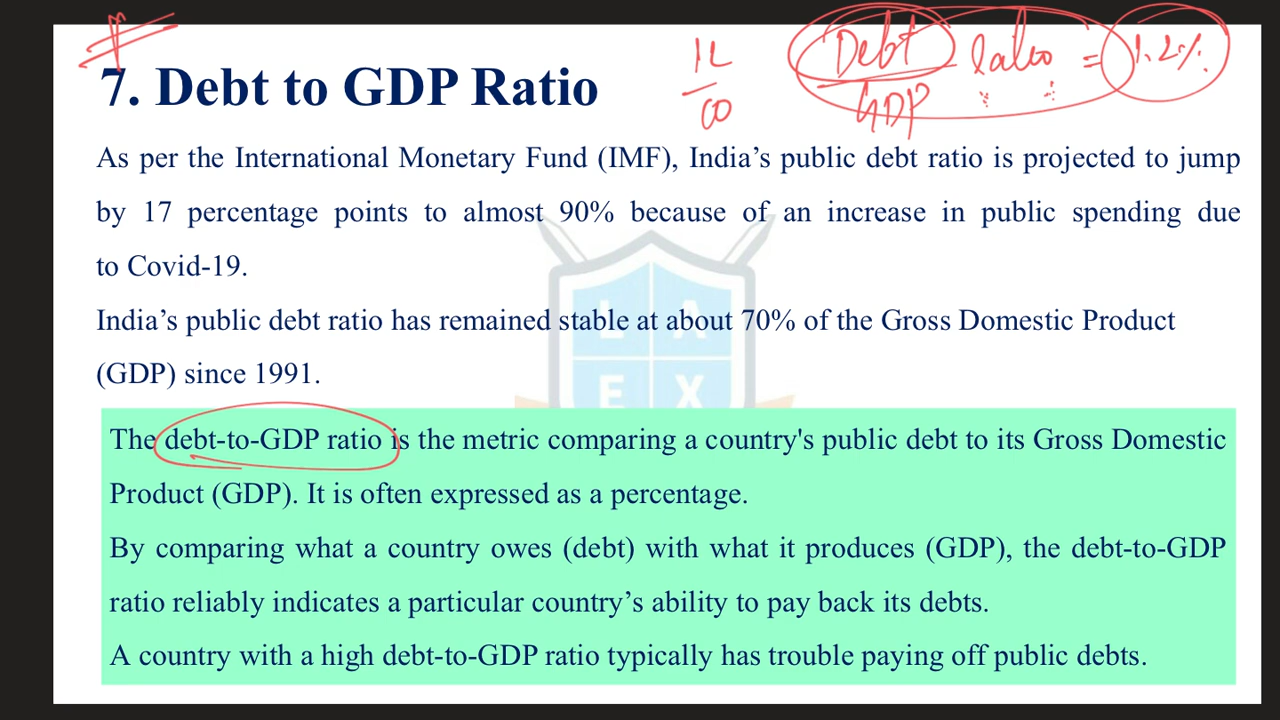 7. Debt to GDP Ratio
Debt ratio = 1.2%
GDP
As per the International Monetary Fund (IMF), India’s public debt ratio is projected to jump
by 17 percentage points to almost 90% because of an increase in public spending due
to Covid-19.
India’s public debt ratio has remained stable at about 70% of the Gross Domestic Product
(GDP) since 1991.
L A
E X
The debt-to-GDP ratio is the metric comparing a country's public debt to its Gross Domestic
Product (GDP). It is often expressed as a percentage.
By comparing what a country owes (debt) with what it produces (GDP), the debt-to-GDP
ratio reliably indicates a particular country’s ability to pay back its debts.
A country with a high debt-to-GDP ratio typically has trouble paying off public debts.